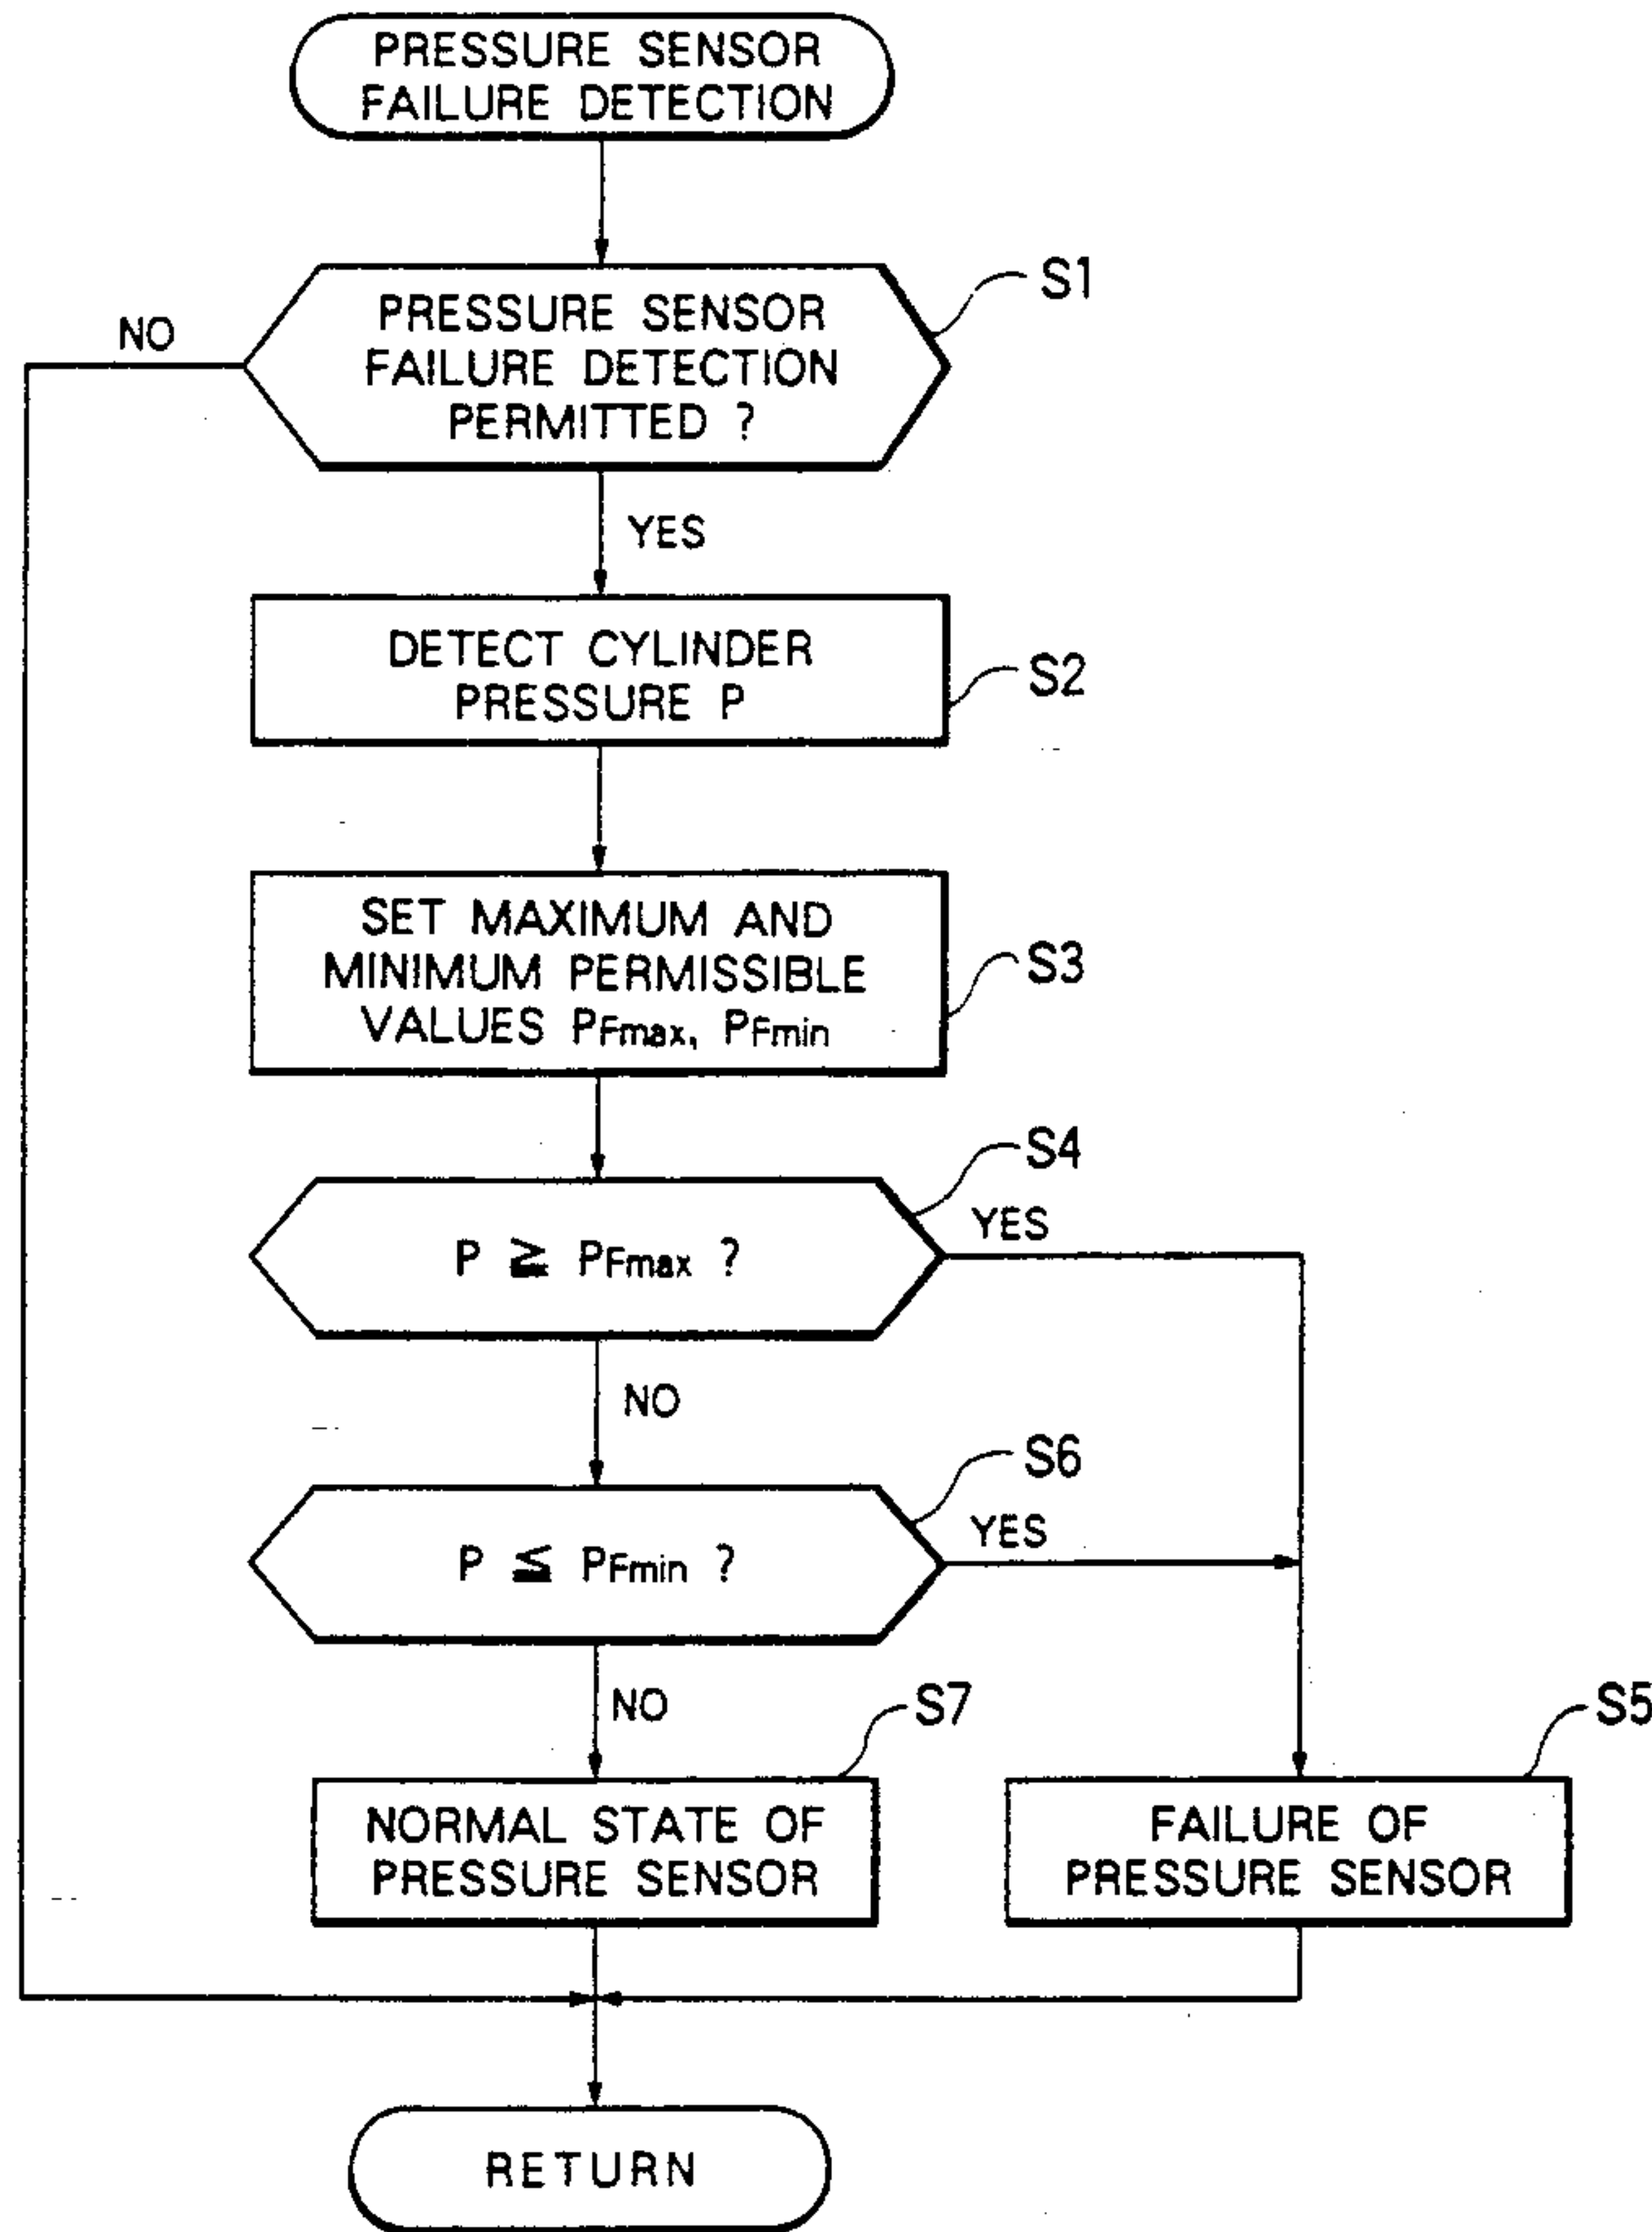 PRESSURE SENSOR
FAILURE DETECTION
S1
NO
PRESSURE SENSOR
FAILURE DETECTION
PERMITTED ?
YES
DETECT CYLINDER
PRESSURE P
S2
SET MAXIMUM AND
MINIMUM PERMISSIBLE
VALUES PFmax, PFmin
S3
S4
YES
P ≧ PFmax ?
NO
S6
YES
P ≦ PFmin ?
NO
S7
S5
NORMAL STATE OF
PRESSURE SENSOR
FAILURE OF
PRESSURE SENSOR
RETURN